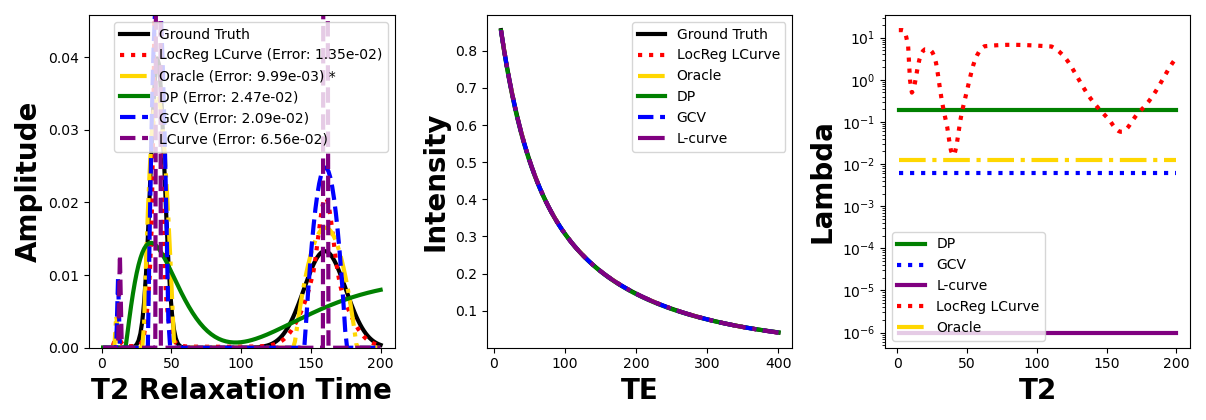 Amplitude
0.04
0.03
0.02
0.01
0.00
0
50
100
150
200
T2 Relaxation Time
Ground Truth
LocReg LCurve (Error: 1.35e-02)
Oracle (Error: 9.99e-03) *
DP (Error: 2.47e-02)
GCV (Error: 2.09e-02)
LCurve (Error: 6.56e-02)
Intensity
0.8
0.7
0.6
0.5
0.4
0.3
0.2
0.1
0
100
200
300
400
TE
Ground Truth
LocReg LCurve
Oracle
DP
GCV
L-curve
Lambda
10¹
10⁰
10⁻¹
10⁻²
10⁻³
10⁻⁴
10⁻⁵
10⁻⁶
0
50
100
150
200
T2
DP
GCV
L-curve
LocReg LCurve
Oracle